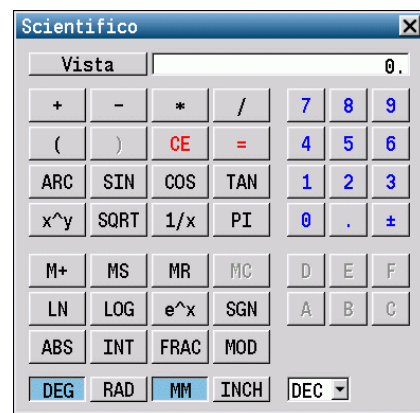 Scientifico
Vista 0.
+ - * / 7 8 9
( ) CE = 4 5 6
ARC SIN COS TAN 1 2 3
x^y SQRT 1/x PI 0 . ±
M+ MS MR MC D E F
LN LOG e^x SGN A B C
ABS INT FRAC MOD
DEG RAD MM INCH DEC